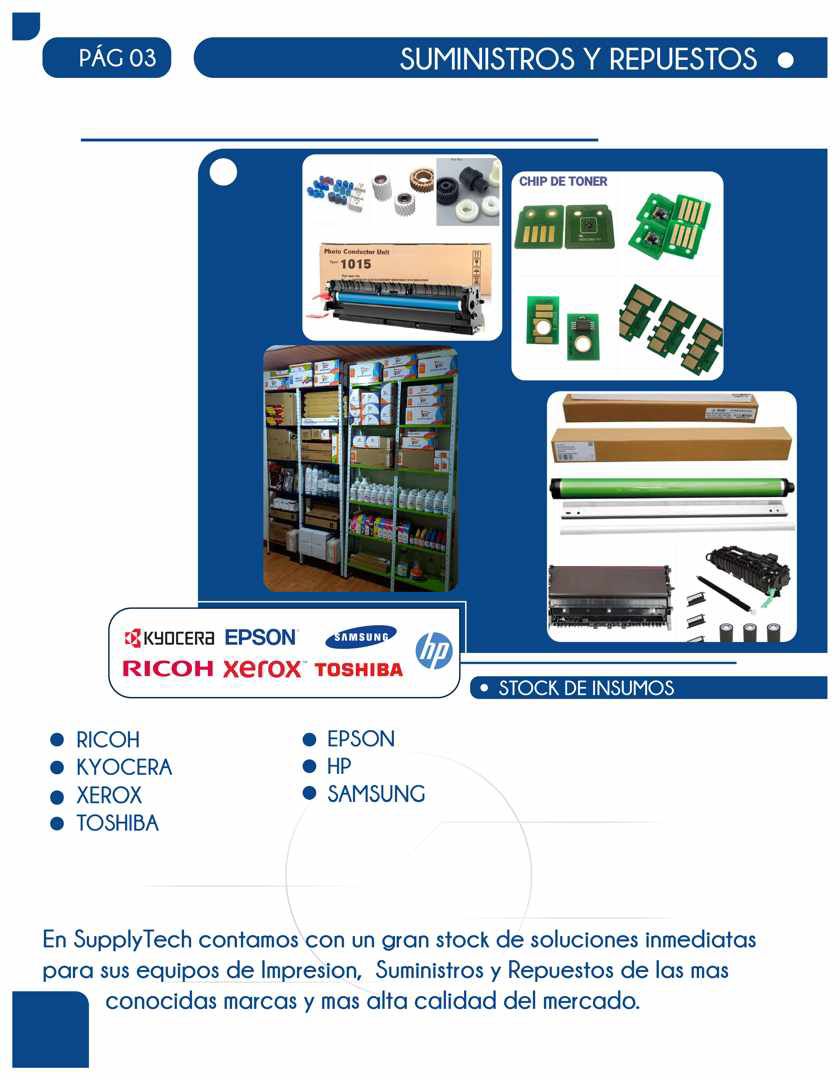 PÁG 03
SUMINISTROS Y REPUESTOS
CHIP DE TONER
Photo Conductor Unit
Type 1015
KYOCERA EPSON SAMSUNG
hp
RICOH xerox TOSHIBA
STOCK DE INSUMOS
RICOH
KYOCERA
XEROX
TOSHIBA
EPSON
HP
SAMSUNG
En SupplyTech contamos con un gran stock de soluciones inmediatas
para sus equipos de Impresion, Suministros y Repuestos de las mas
conocidas marcas y mas alta calidad del mercado.